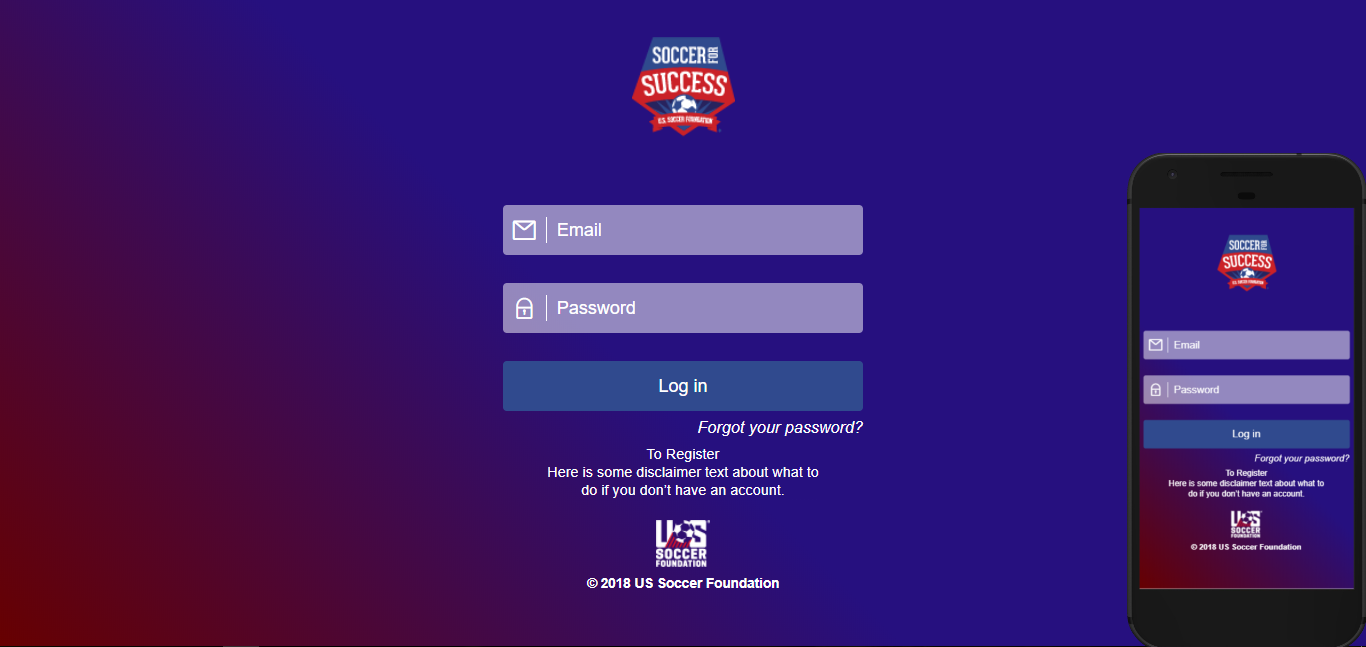 SOCCER FOR
SUCCESS
U.S. SOCCER FOUNDATION
Email
Password
Log in
Forgot your password?
To Register
Here is some disclaimer text about what to
do if you don't have an account.
US
SOCCER
FOUNDATION
© 2018 US Soccer Foundation
SOCCER FOR
SUCCESS
U.S. SOCCER FOUNDATION
Email
Password
Log in
Forgot your password?
To Register
Here is some disclaimer text about what to
do if you don't have an account.
US
SOCCER
FOUNDATION
© 2018 US Soccer Foundation